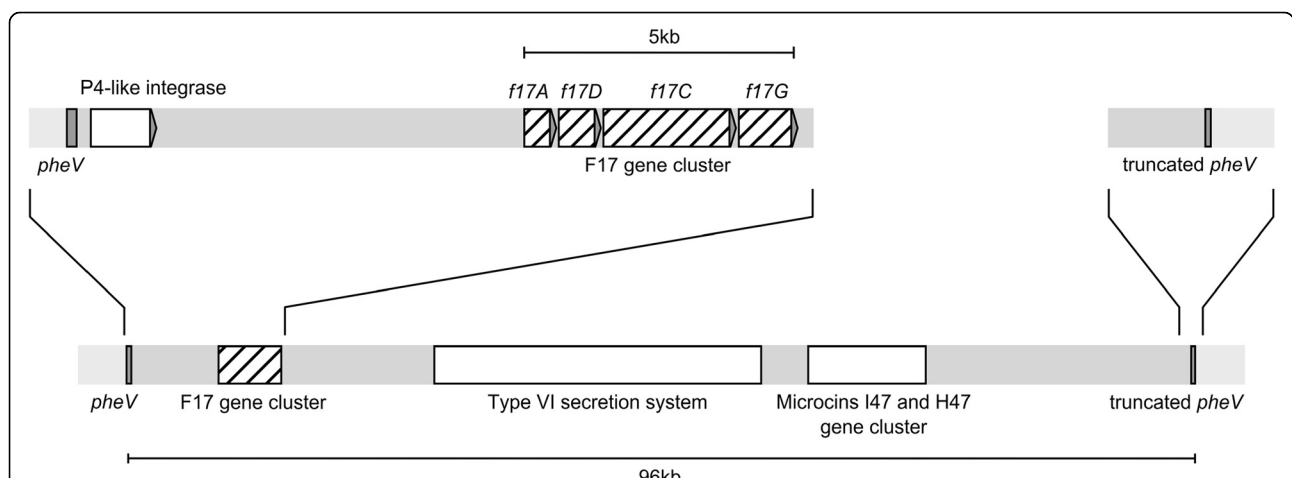 5kb
P4-like integrase
f17A f17D f17C f17G
pheV
F17 gene cluster
truncated pheV
pheV
F17 gene cluster
Type VI secretion system
Microcins I47 and H47
gene cluster
truncated pheV
96kb